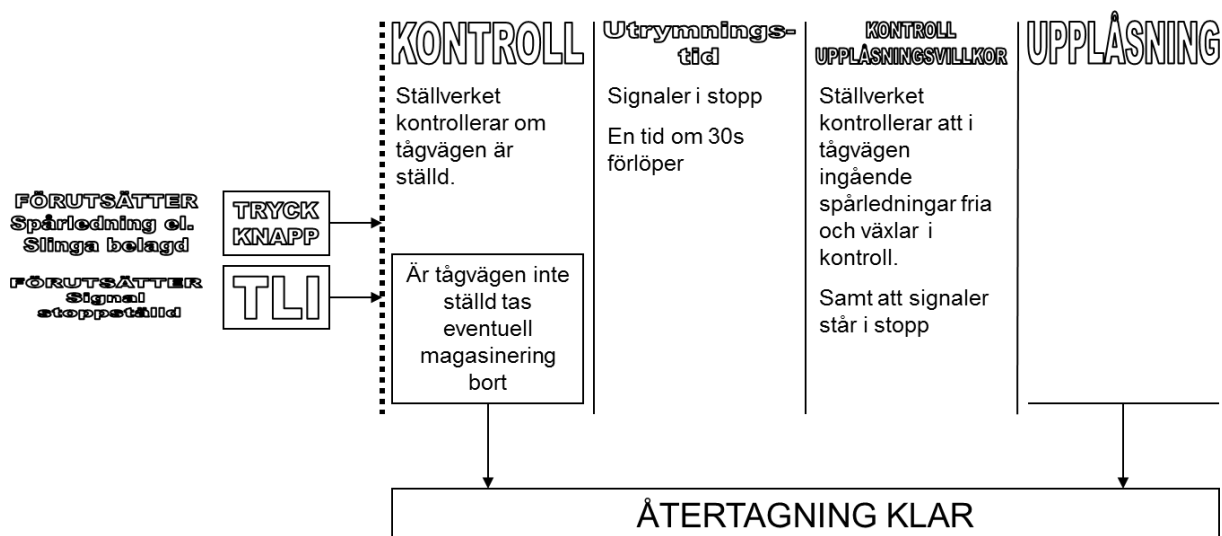 KONTROLL
Ställverket
kontrollerar om
tågvägen är
ställd.
Är tågvägen inte
ställd tas
eventuell
magasinering
bort
Utrymnings-
tid
Signaler i stopp
En tid om 30s
förlöper
KONTROLL
UPPLÅSNINGSVILLKOR
Ställverket
kontrollerar att i
tågvägen
ingående
spårledningar fria
och växlar i
kontroll.
Samt att signaler
står i stopp
UPPLÅSNING
FÖRUTSÄTTER
Spårledning el.
Slinga belagd
TRYCK
KNAPP
FÖRUTSÄTTER
Signal
stoppställd
TLI
ÅTERTAGNING KLAR